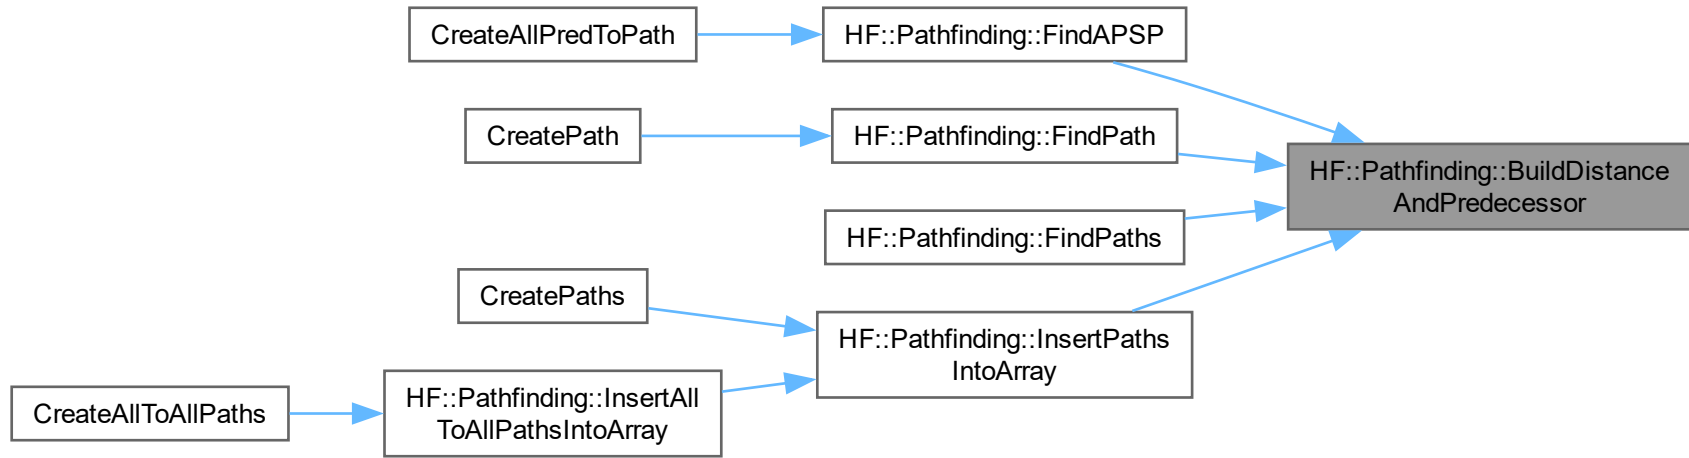 CreateAllPredToPath
HF::Pathfinding::FindAPSP
CreatePath
HF::Pathfinding::FindPath
HF::Pathfinding::BuildDistance
AndPredecessor
HF::Pathfinding::FindPaths
CreatePaths
HF::Pathfinding::InsertPaths
IntoArray
CreateAllToAllPaths
HF::Pathfinding::InsertAll
ToAllPathsIntoArray